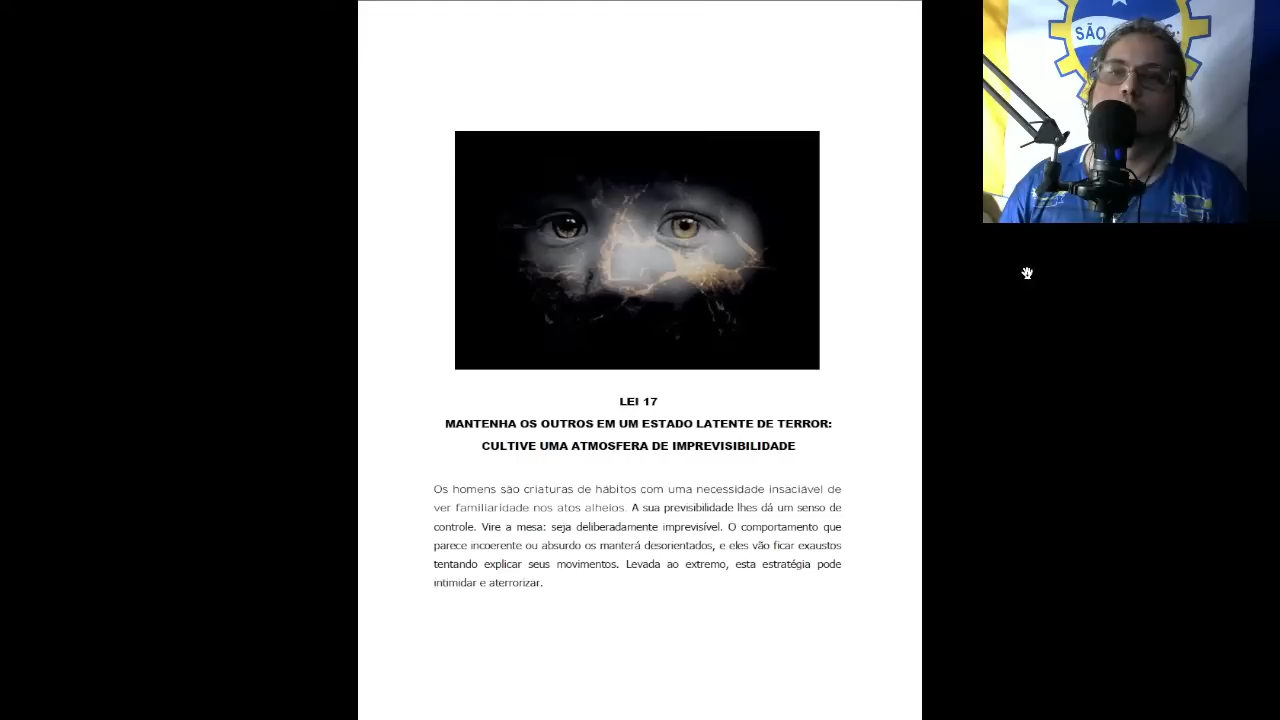 SÃO
LEI 17
MANTENHA OS OUTROS EM UM ESTADO LATENTE DE TERROR:
CULTIVE UMA ATMOSFERA DE IMPREVISIBILIDADE
Os homens são criaturas de hábitos com uma necessidade insaciável de
ver familiaridade nos atos alheios. A sua previsibilidade lhes dá um senso de
controle. Vire a mesa: seja deliberadamente imprevisível. O comportamento que
parece incoerente ou absurdo os manterá desorientados, e eles vão ficar exaustos
tentando explicar seus movimentos. Levada ao extremo, esta estratégia pode
intimidar e aterrorizar.